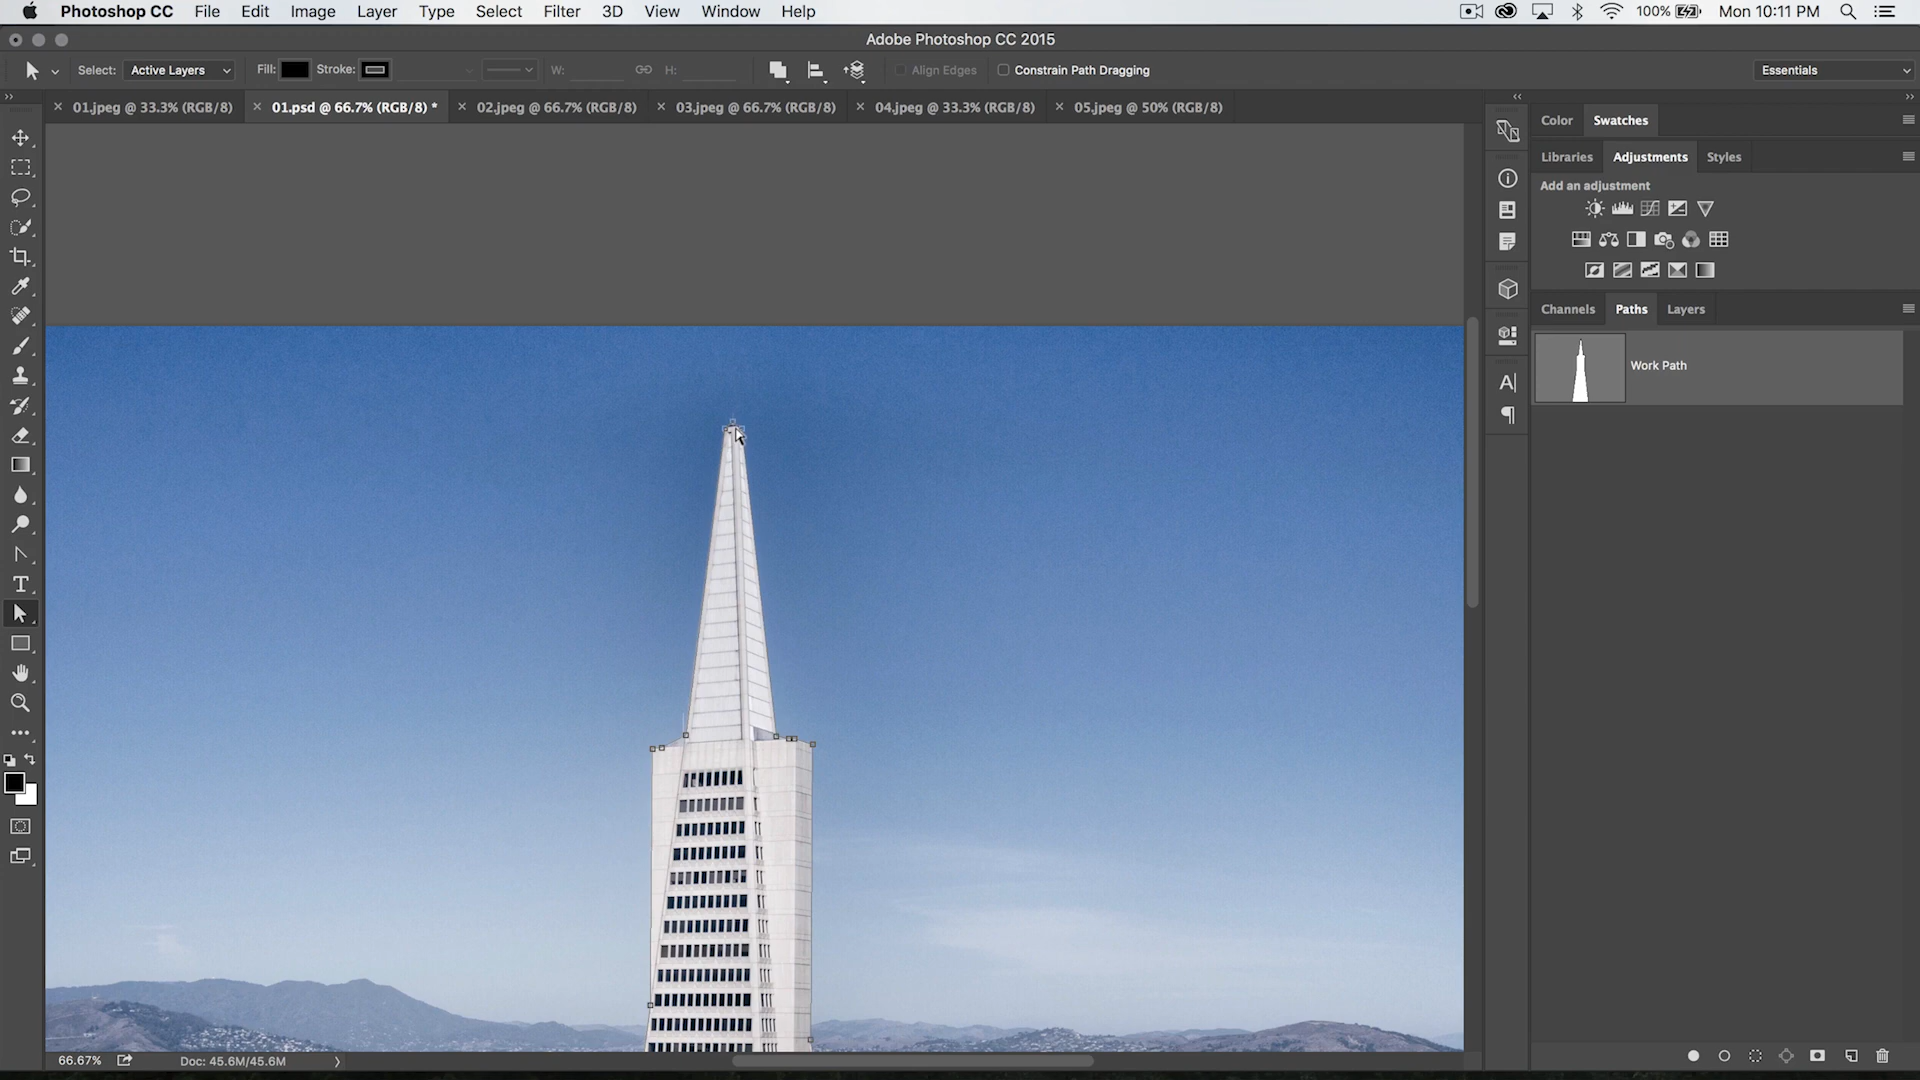 Photoshop CC File Edit Image Layer Type Select Filter 3D View Window Help 100% Mon 10:11 PM
Adobe Photoshop CC 2015
Select: Active Layers Fill: Stroke: W: H: Align Edges Constrain Path Dragging Essentials
01.jpeg @ 33.3% (RGB/8) 01.psd @ 66.7% (RGB/8) * 02.jpeg @ 66.7% (RGB/8) 03.jpeg @ 66.7% (RGB/8) 04.jpeg @ 33.3% (RGB/8) 05.jpeg @ 50% (RGB/8)
Color Swatches
Libraries Adjustments Styles
Add an adjustment
Channels Paths Layers
Work Path
66.67% Doc: 45.6M/45.6M